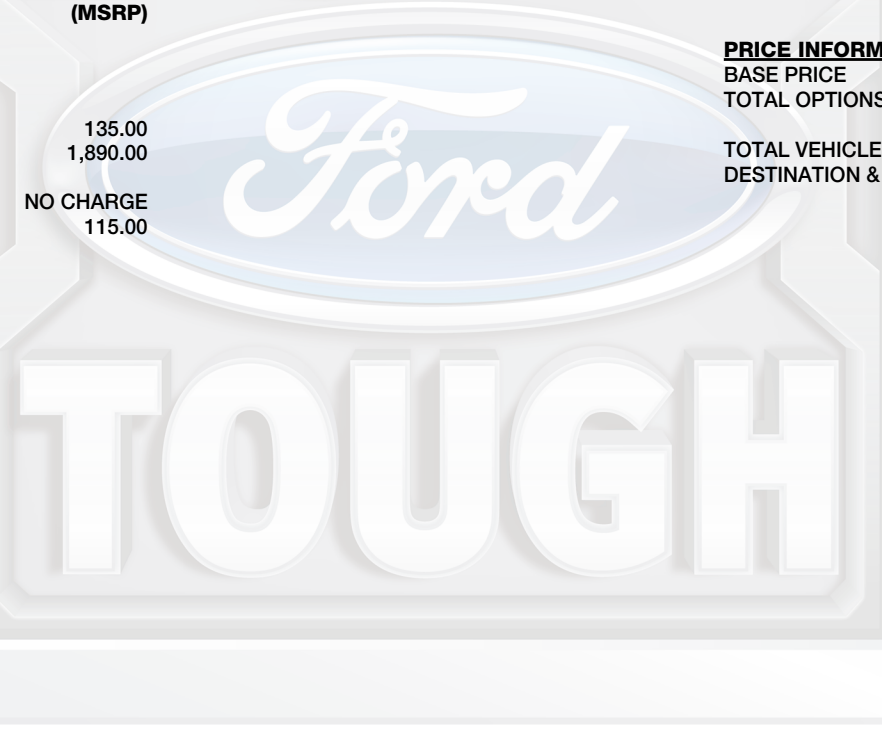 (MSRP)
135.00
1,890.00
NO CHARGE
115.00
PRICE INFORM
BASE PRICE
TOTAL OPTIONS
TOTAL VEHICLE
DESTINATION &
Ford
TOUGH